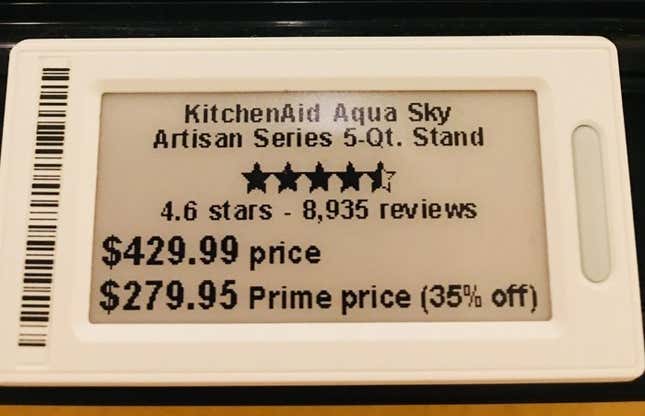 KitchenAid Aqua Sky
Artisan Series 5-Qt. Stand
4.6 stars - 8,935 reviews
$429.99 price
$279.95 Prime price (35% off)